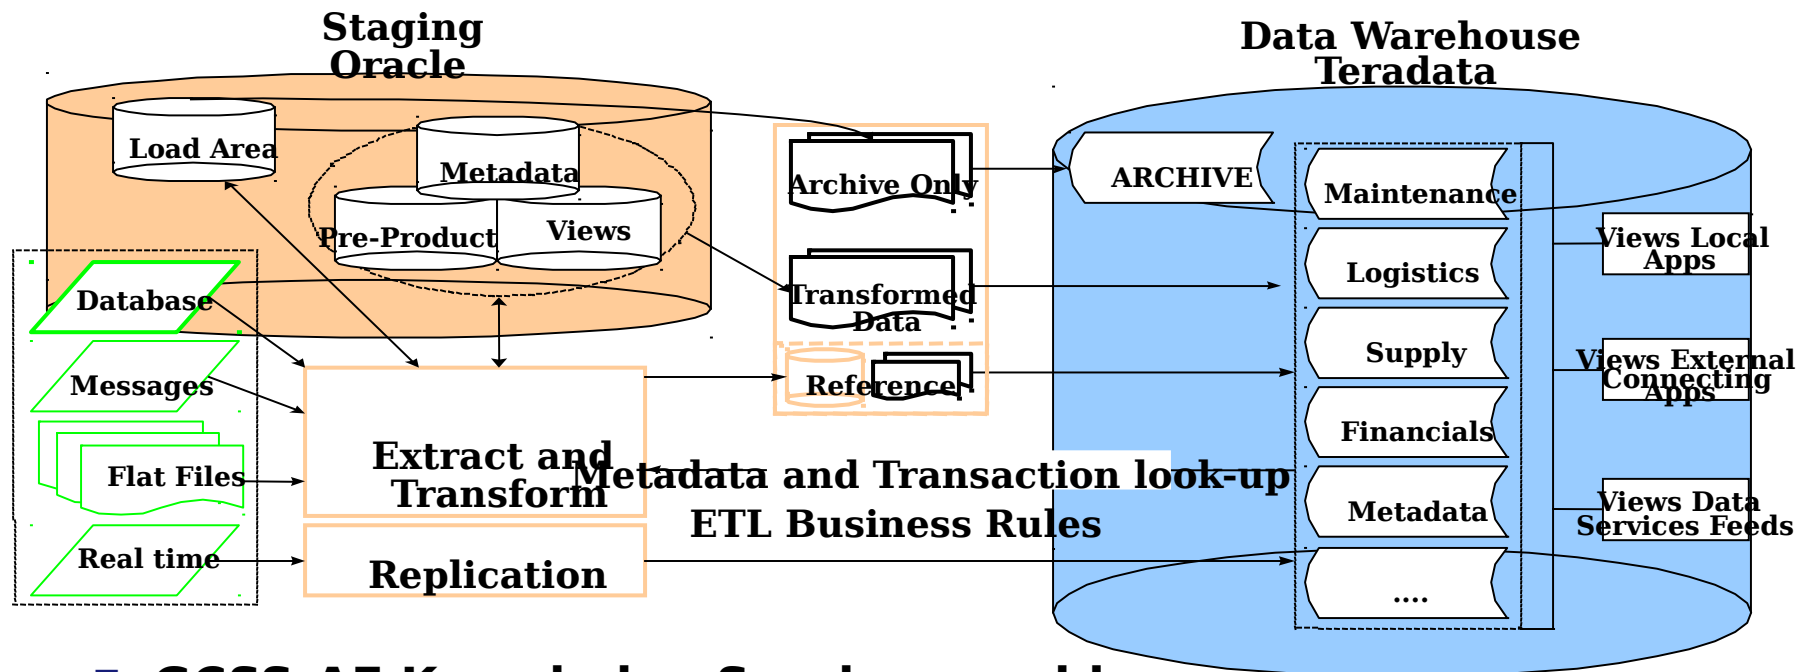 Staging
Oracle
Data Warehouse
Teradata
Load Area
Metadata
Pre-Product
Views
Database
Messages
Flat Files
Real time
Extract and
Transform
Replication
Archive Only
Transformed
Data
Reference
Metadata and Transaction look-up
ETL Business Rules
ARCHIVE
Maintenance
Logistics
Supply
Financials
Metadata
....
Views Local
Apps
Views External
Connecting
Apps
Views Data
Services Feeds